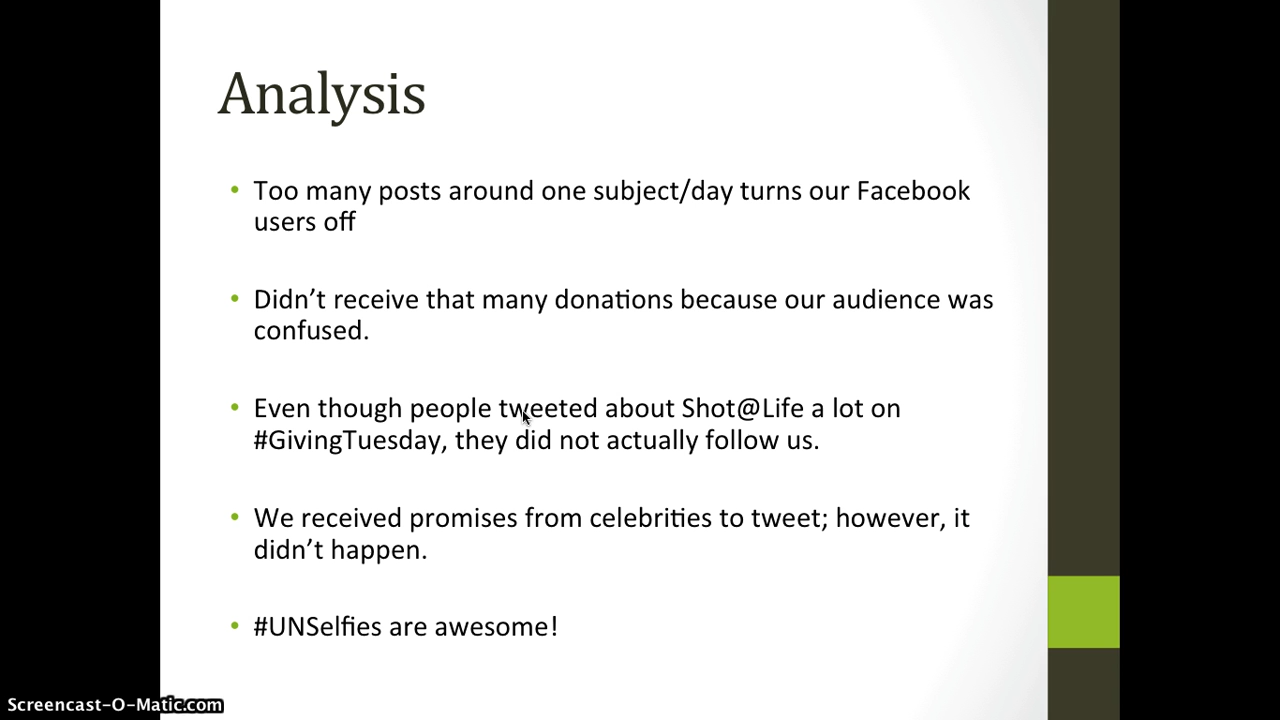 Analysis
• Too many posts around one subject/day turns our Facebook
users off
• Didn’t receive that many donations because our audience was
confused.
• Even though people tweeted about Shot@Life a lot on
#GivingTuesday, they did not actually follow us.
• We received promises from celebrities to tweet; however, it
didn’t happen.
• #UNSelfies are awesome!
Screencast-O-Matic.com